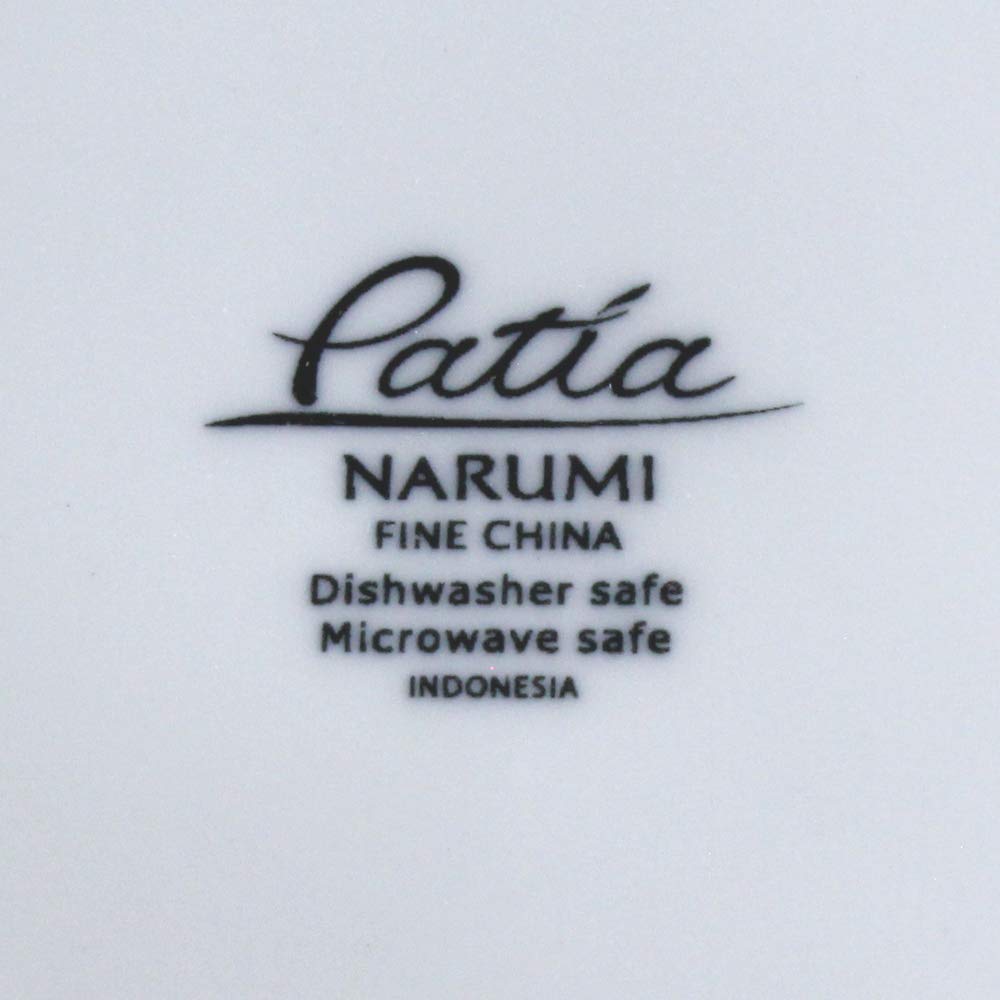 Patía
NARUMI
FINE CHINA
Dishwasher safe
Microwave safe
INDONESIA